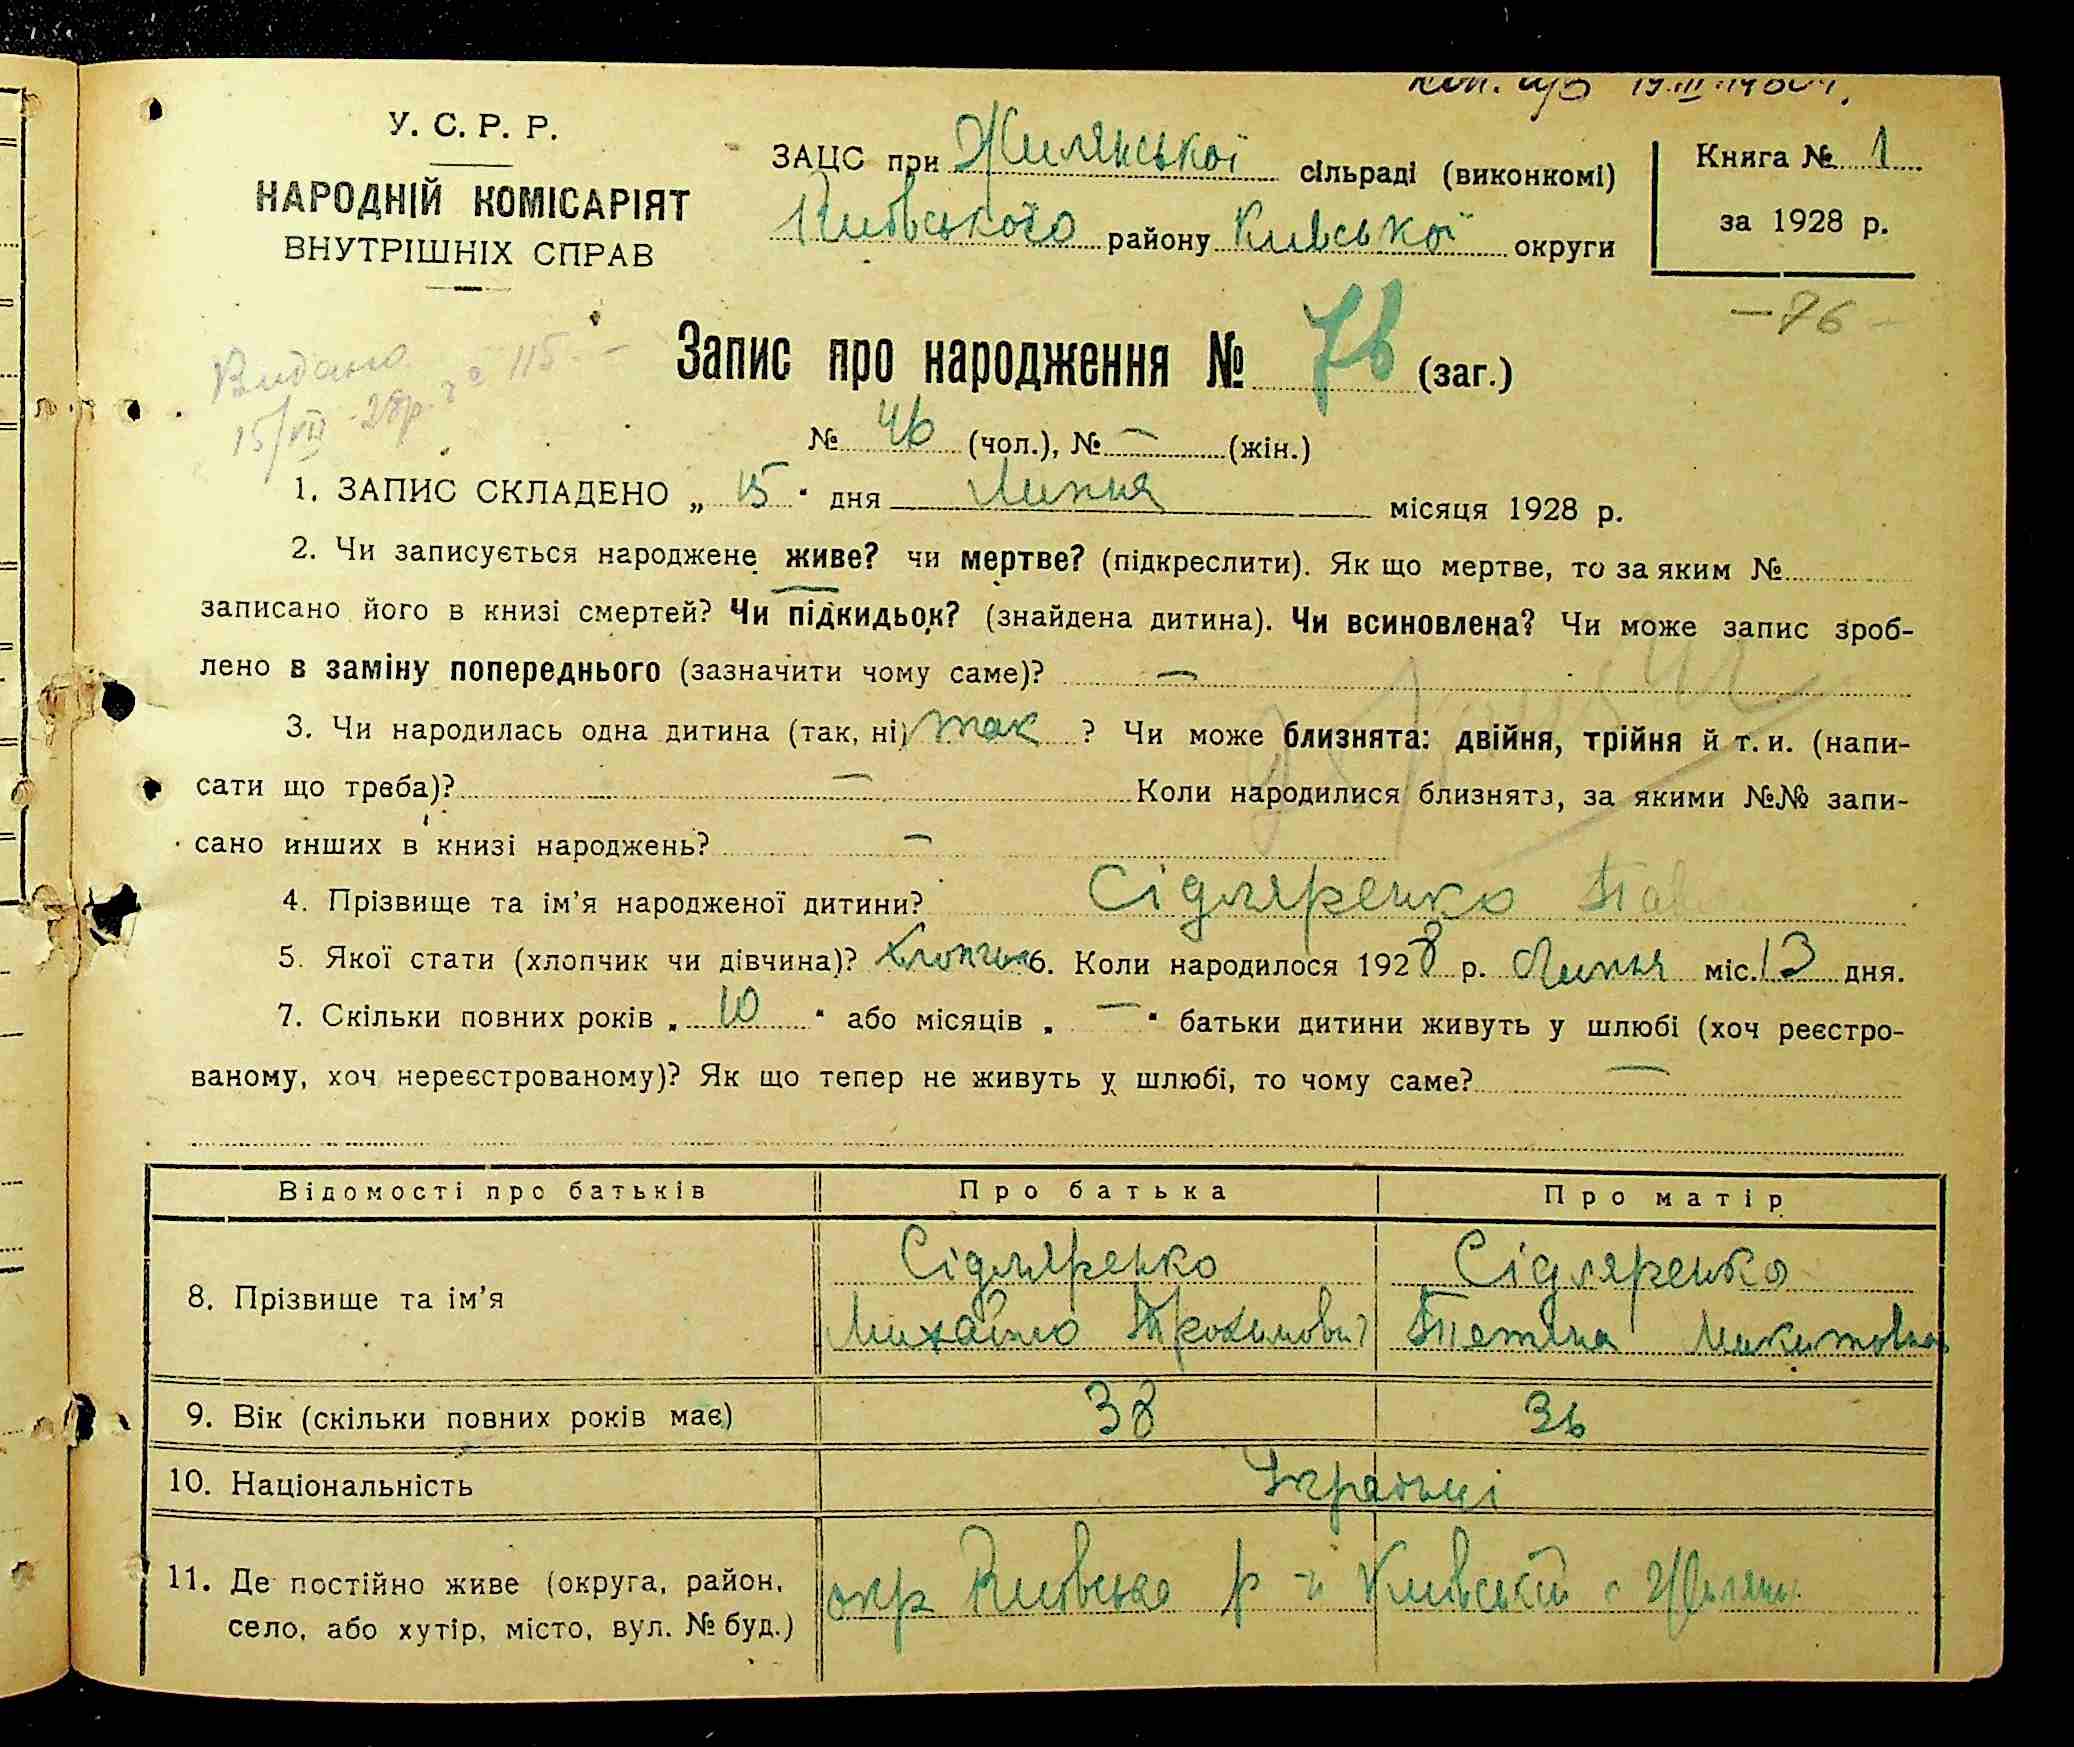 У. С. Р. Р.
НАРОДНІЙ КОМІСАРІЯТ
ВНУТРІШНІХ СПРАВ
ЗАЦС при Жилянської сільраді (виконкомі)
Київського району Київської округи
Книга № 1
за 1928 р.
— 76 —
Видано
15/VII - 28р. за 115 —
Запис про народження № 76 (заг.)
№ 46 (чол.), № — (жін.)
1. ЗАПИС СКЛАДЕНО „ 15 “ дня Липня місяця 1928 р.
2. Чи записується народжене живе? чи мертве? (підкреслити). Як що мертве, то за яким №
записано його в книзі смертей? Чи підкидьок? (знайдена дитина). Чи всиновлена? Чи може запис зроб-
лено в заміну попереднього (зазначити чому саме)? —
3. Чи народилась одна дитина (так, ні) так ? Чи може близнята: двійня, трійня й т. и. (напи-
сати що треба)? — Коли народилися близнята, за якими №№ запи-
сано инших в книзі народжень? —
4. Прізвище та ім’я народженої дитини? Сідляренко
5. Якої стати (хлопчик чи дівчина)? хлопчик 6. Коли народилося 1928 р. Липня міс. 13 дня.
7. Скільки повних років „ 10 “ або місяців „ — “ батьки дитини живуть у шлюбі (хоч реєстро-
ваному, хоч нереєстрованому)? Як що тепер не живуть у шлюбі, то чому саме? —
Відомості про батьків Про батька Про матір
8. Прізвище та ім’я
Сідляренко
Михайло Трохимович
Сідляренко
Тетяна Микитовна
9. Вік (скільки повних років має) 38 36
10. Національність Українці
11. Де постійно живе (округа, район,
село, або хутір, місто, вул. № буд.)
окр Київська р-н Київський с Жиляни